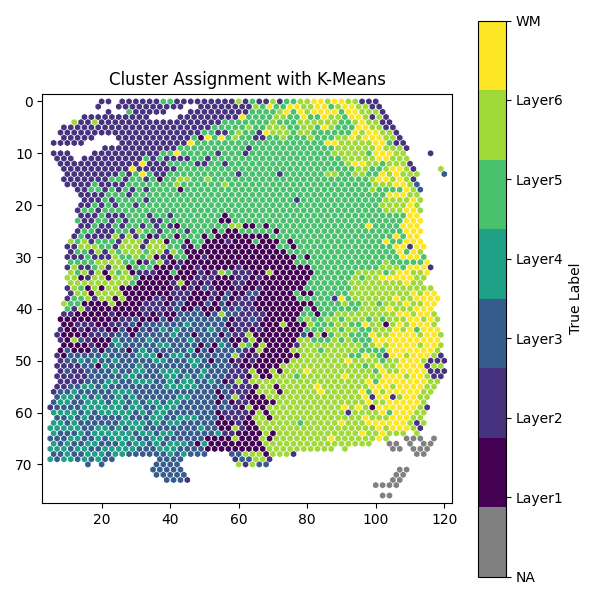 Cluster Assignment with K-Means
0
10
20
30
40
50
60
70
20 40 60 80 100 120
WM
Layer6
Layer5
Layer4
Layer3
Layer2
Layer1
NA
True Label